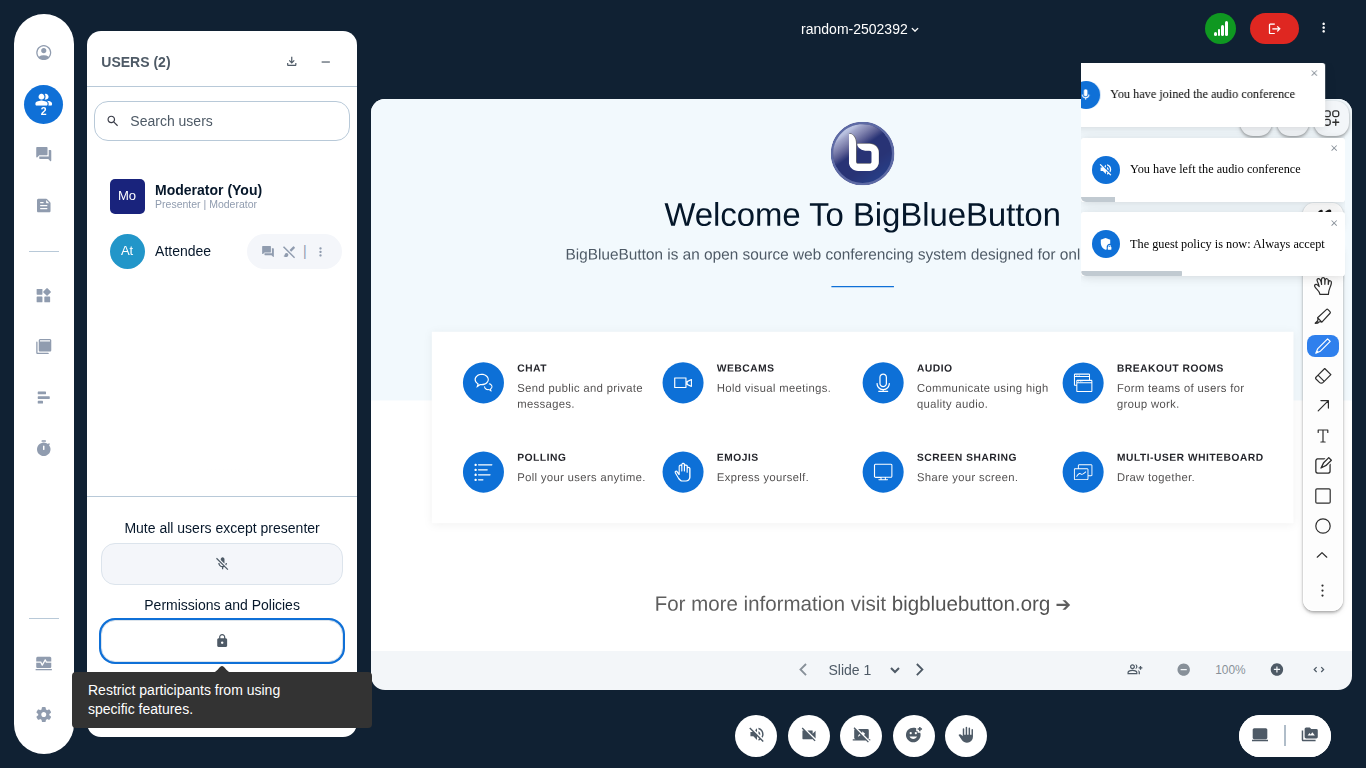 random-2502392
USERS (2)
2
Search users
Mo
Moderator (You)
Presenter | Moderator
At
Attendee
Mute all users except presenter
Permissions and Policies
Restrict participants from using
specific features.
You have joined the audio conference
You have left the audio conference
The guest policy is now: Always accept
Welcome To BigBlueButton
BigBlueButton is an open source web conferencing system designed for onl
CHAT
Send public and private
messages.
WEBCAMS
Hold visual meetings.
AUDIO
Communicate using high
quality audio.
BREAKOUT ROOMS
Form teams of users for
group work.
POLLING
Poll your users anytime.
EMOJIS
Express yourself.
SCREEN SHARING
Share your screen.
MULTI-USER WHITEBOARD
Draw together.
For more information visit bigbluebutton.org ➔
Slide 1
100%